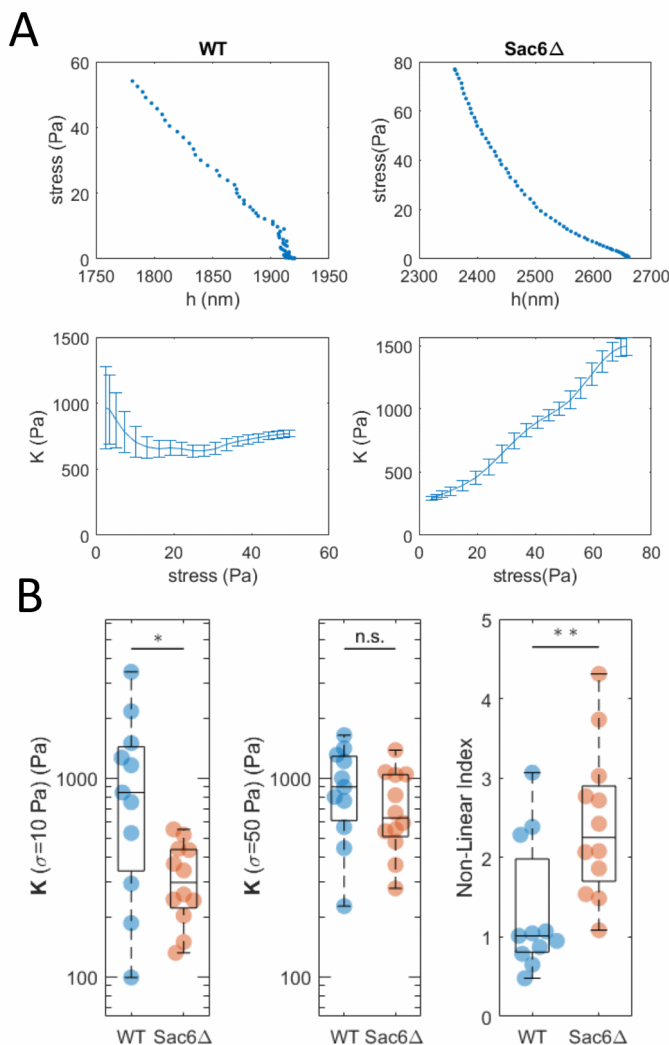 A
WT
Sac6Δ
60
40
20
0
stress (Pa)
1750
1800
1850
1900
1950
h (nm)
80
60
40
20
0
stress(Pa)
2300
2400
2500
2600
2700
h(nm)
1500
1000
500
0
K (Pa)
0
20
40
60
stress (Pa)
1500
1000
500
0
K (Pa)
0
20
40
60
80
stress(Pa)
B
*
1000
100
K (σ=10 Pa) (Pa)
WT Sac6Δ
n.s.
1000
100
K (σ=50 Pa) (Pa)
WT Sac6Δ
* *
5
4
3
2
1
0
Non-Linear Index
WT Sac6Δ